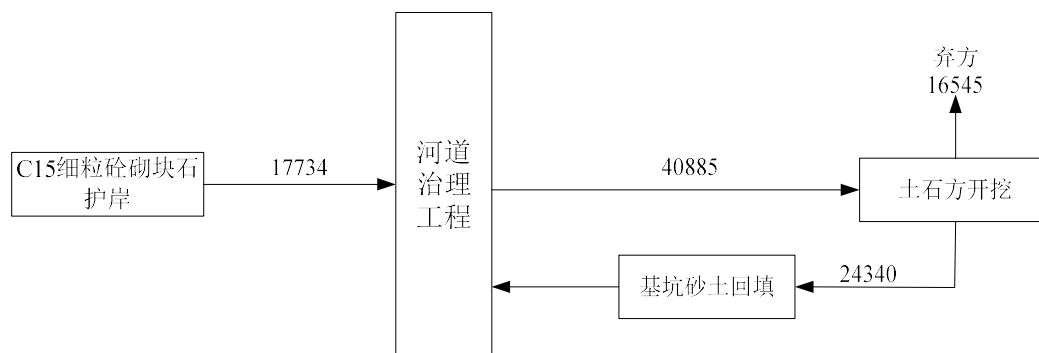 弃方
16545
C15细粒砼砌块石
护岸
17734
河道
治理
工程
40885
土石方开挖
基坑砂土回填
24340